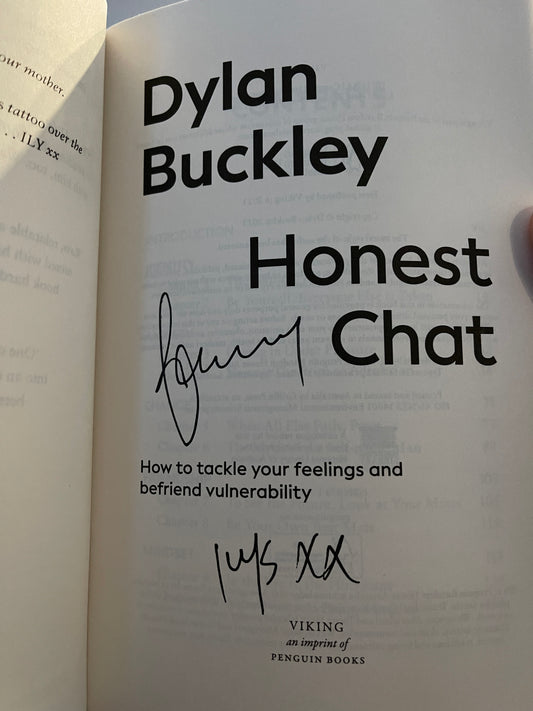 our mother.
s tattoo over the
. . . ILY xx
Dylan
Buckley
Honest
Chat
How to tackle your feelings and
befriend vulnerability
xx
VIKING
an imprint of
PENGUIN BOOKS